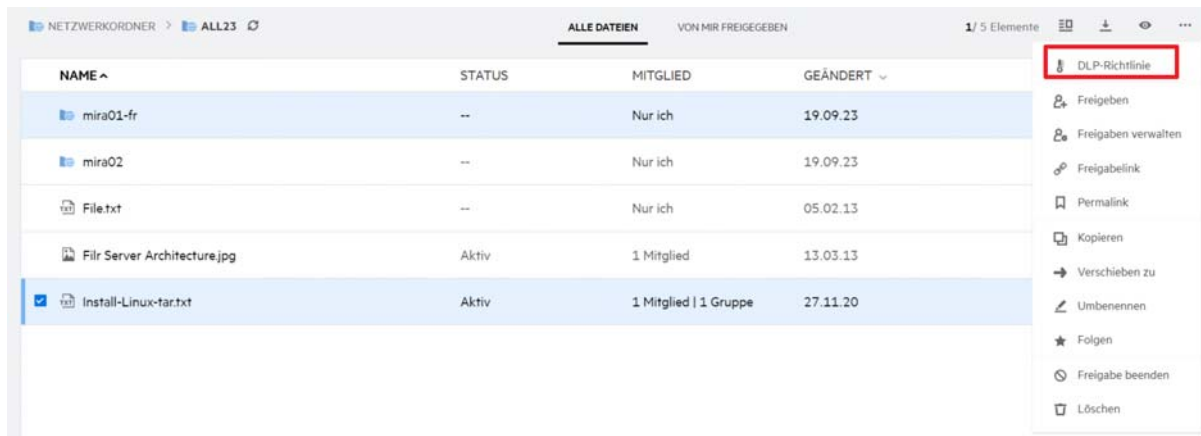 NETZWERKORDNER > ALL23
ALLE DATEIEN VON MIR FREIGEGEBEN
1/ 5 Elemente
NAME STATUS MITGLIED GEÄNDERT
mira01-fr -- Nur ich 19.09.23
mira02 -- Nur ich 19.09.23
File.txt -- Nur ich 05.02.13
Filr Server Architecture.jpg Aktiv 1 Mitglied 13.03.13
Install-Linux-tar.txt Aktiv 1 Mitglied | 1 Gruppe 27.11.20
DLP-Richtlinie
Freigeben
Freigaben verwalten
Freigabelink
Permalink
Kopieren
Verschieben zu
Umbenennen
Folgen
Freigabe beenden
Löschen